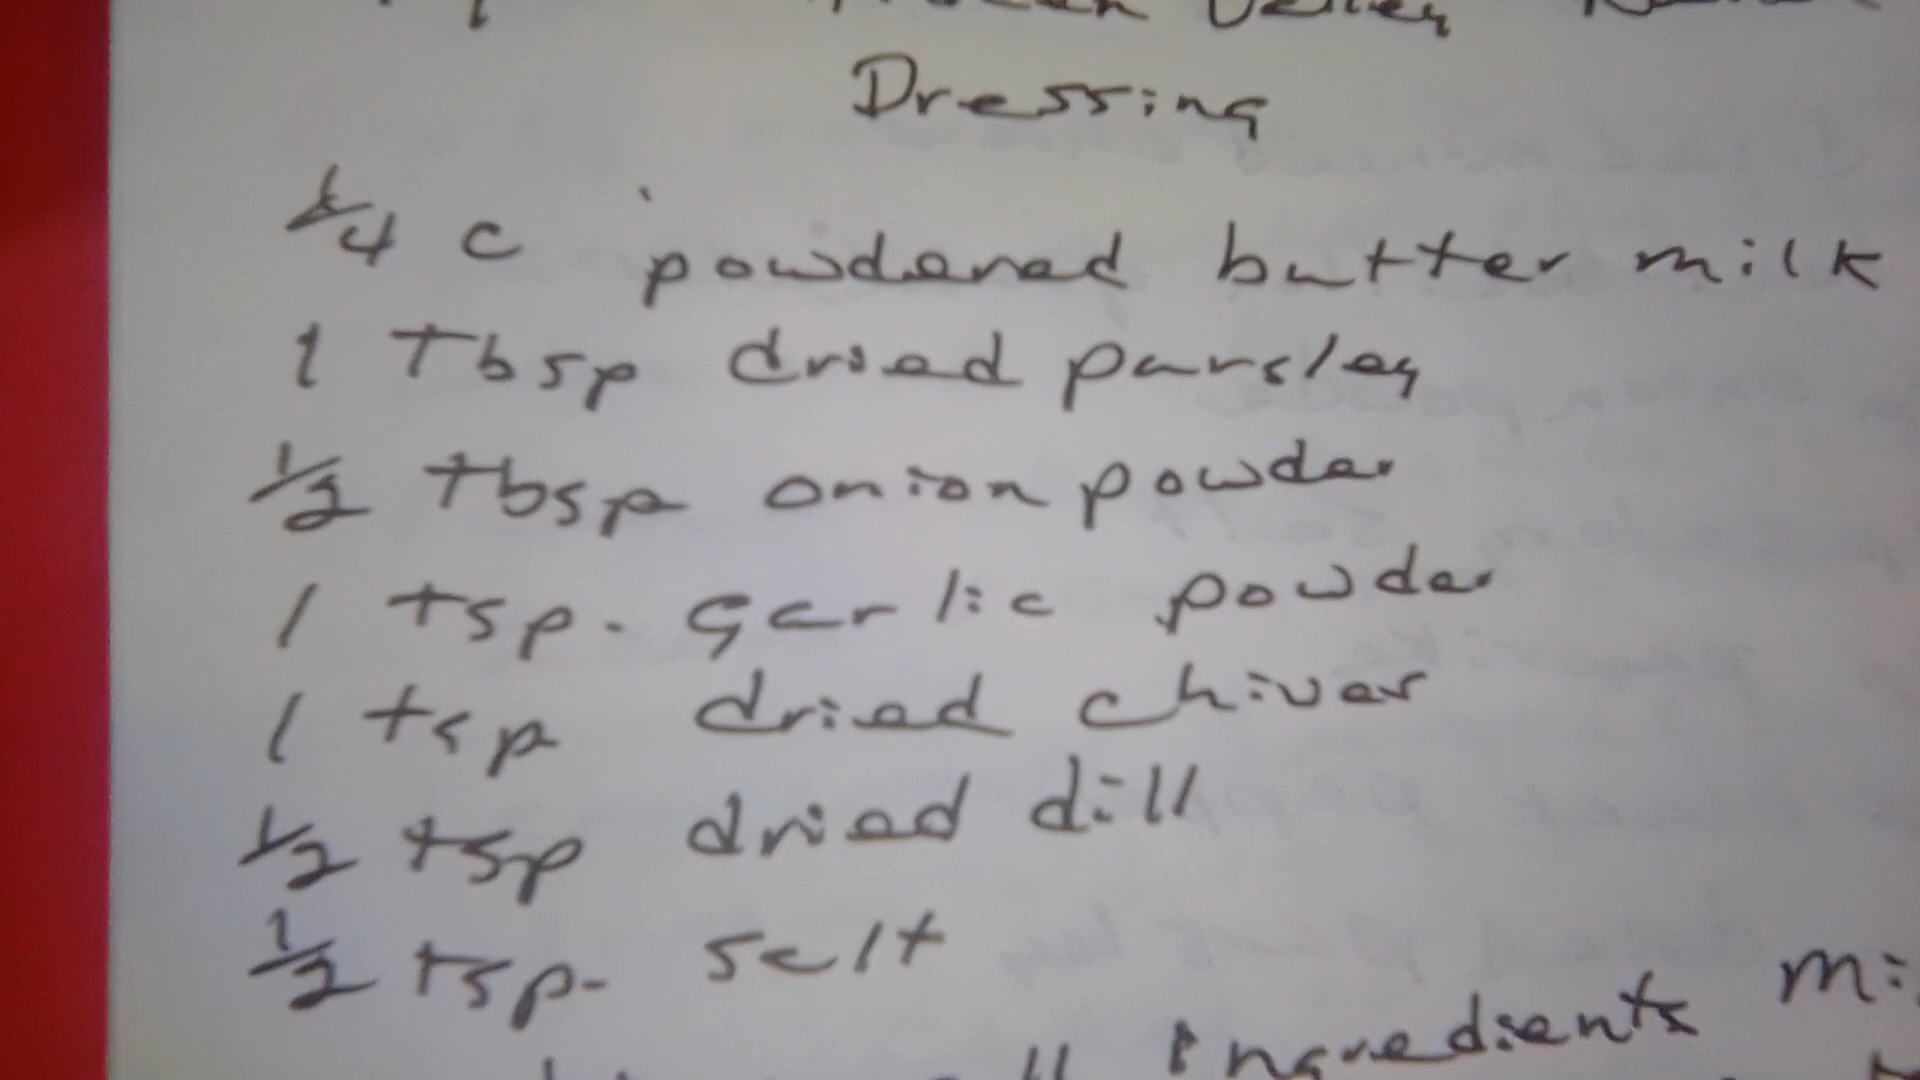 Valley
Dressing
1/4 c powdered butter milk
1 Tbsp dried parsley
1/2 tbsp onion powder
1 tsp. garlic powder
1 tsp dried chives
1/2 tsp dried dill
1/2 tsp. salt
Ingredients